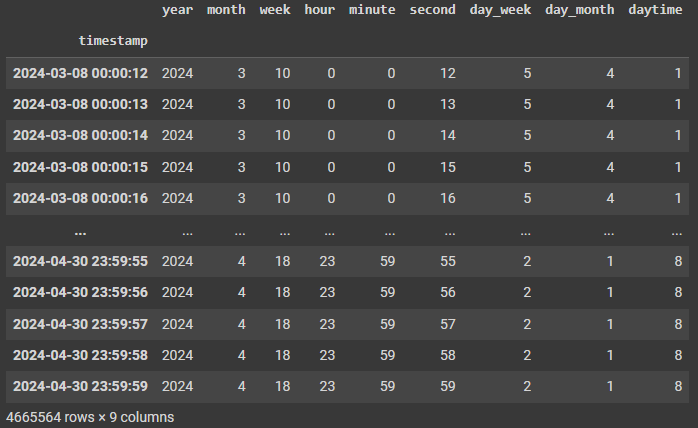 year month week hour minute second day_week day_month daytime
timestamp
2024-03-08 00:00:12 2024 3 10 0 0 12 5 4 1
2024-03-08 00:00:13 2024 3 10 0 0 13 5 4 1
2024-03-08 00:00:14 2024 3 10 0 0 14 5 4 1
2024-03-08 00:00:15 2024 3 10 0 0 15 5 4 1
2024-03-08 00:00:16 2024 3 10 0 0 16 5 4 1
... ... ... ... ... ... ... ... ... ...
2024-04-30 23:59:55 2024 4 18 23 59 55 2 1 8
2024-04-30 23:59:56 2024 4 18 23 59 56 2 1 8
2024-04-30 23:59:57 2024 4 18 23 59 57 2 1 8
2024-04-30 23:59:58 2024 4 18 23 59 58 2 1 8
2024-04-30 23:59:59 2024 4 18 23 59 59 2 1 8
4665564 rows × 9 columns